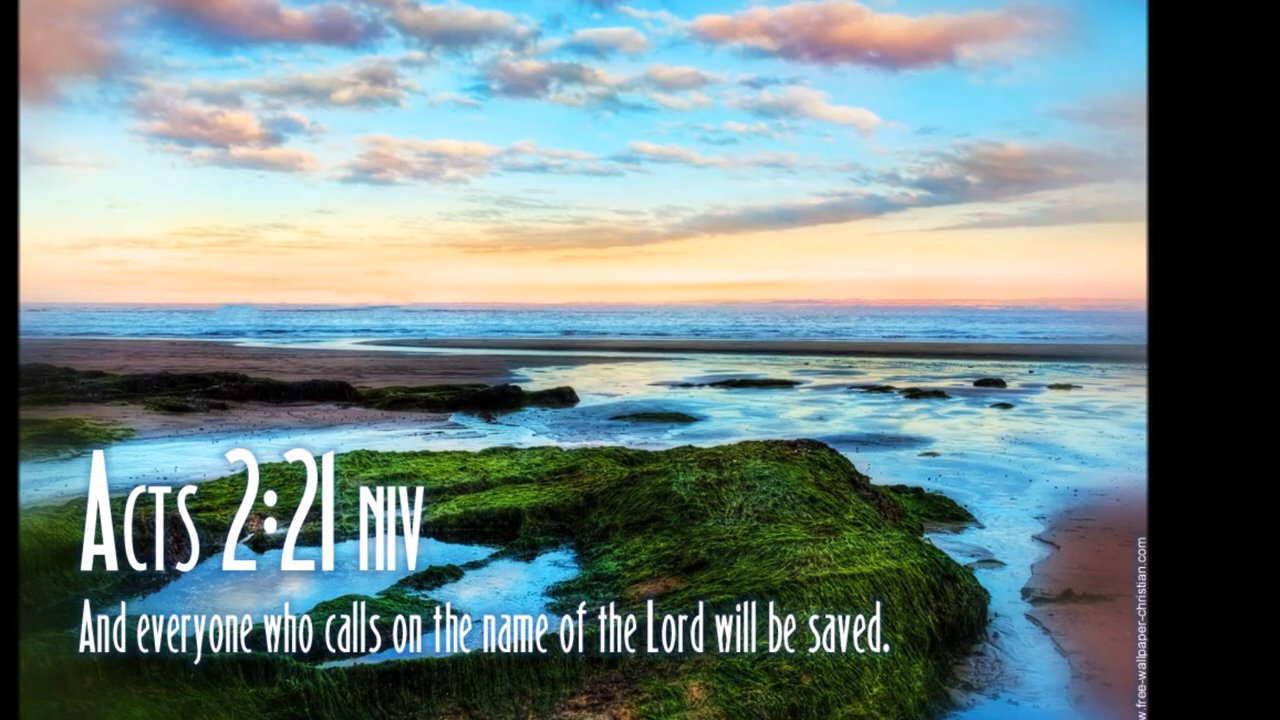 Acts 2:21 NIV
And everyone who calls on the name of the Lord will be saved.
w.free-wallpaper-christian.com